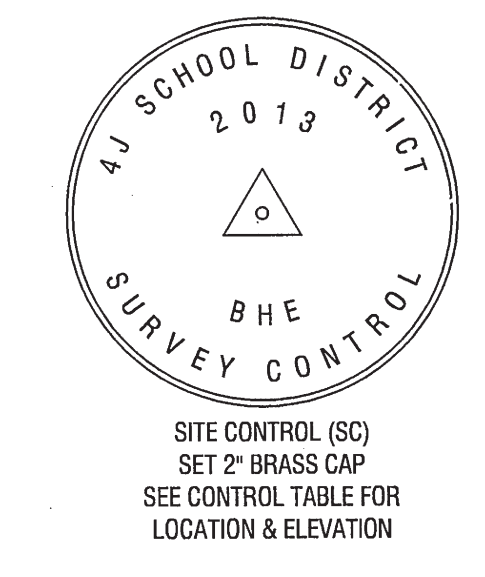 4J SCHOOL DISTRICT
2013
BHE
SURVEY CONTROL
SITE CONTROL (SC)
SET 2" BRASS CAP
SEE CONTROL TABLE FOR
LOCATION & ELEVATION